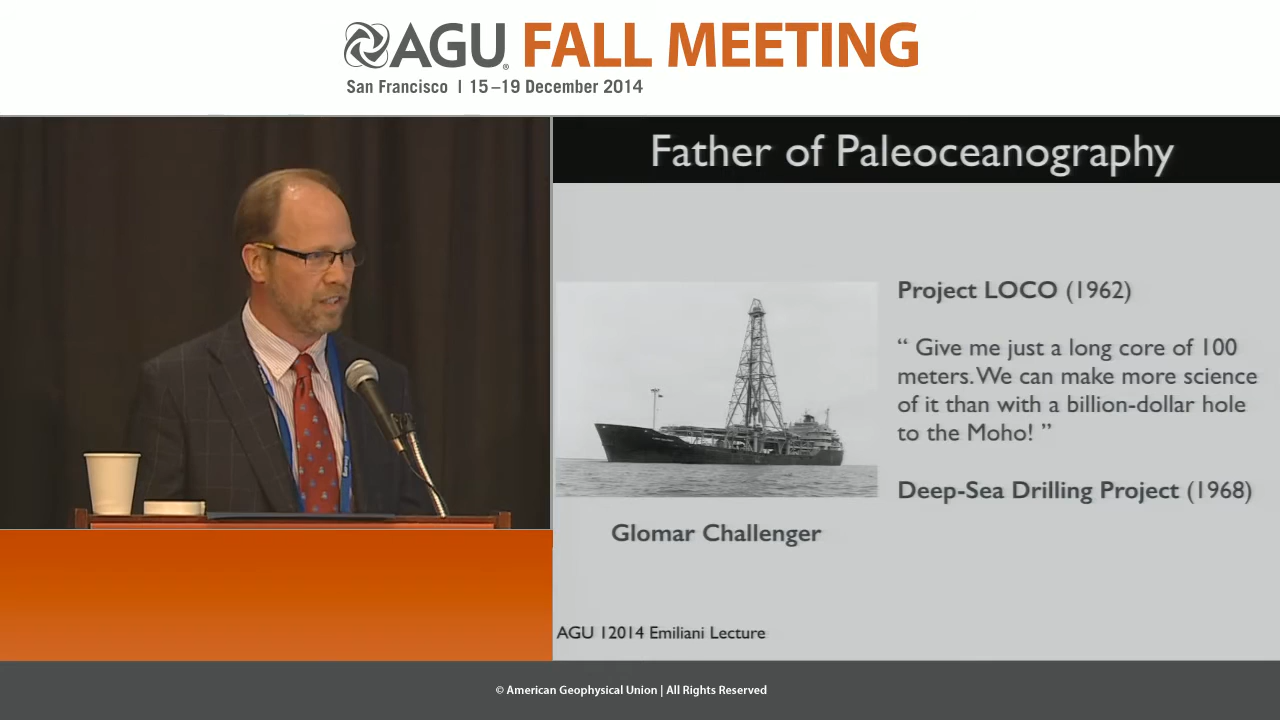 AGU® FALL MEETING
San Francisco | 15–19 December 2014
Father of Paleoceanography
Project LOCO (1962)
“ Give me just a long core of 100
meters. We can make more science
of it than with a billion-dollar hole
to the Moho! ”
Deep-Sea Drilling Project (1968)
Glomar Challenger
AGU 12014 Emiliani Lecture
© American Geophysical Union | All Rights Reserved